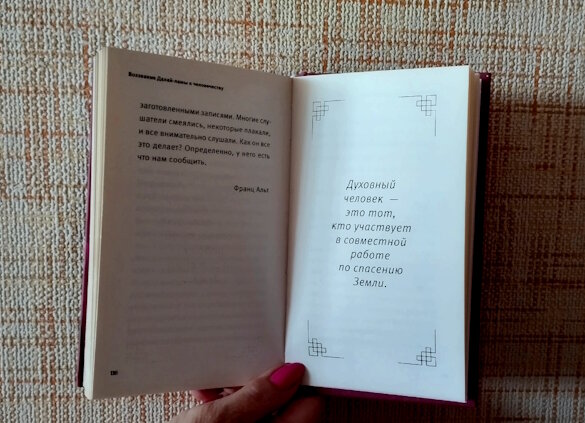 Воззвание Далай-ламы к человечеству
заготовленными записями. Многие слу-
шатели смеялись, некоторые плакали,
и все внимательно слушали. Как он все
это делает? Определенно, у него есть
что нам сообщить.
Франц Альт
Духовный
человек —
это тот,
кто участвует
в совместной
работе
по спасению
Земли.